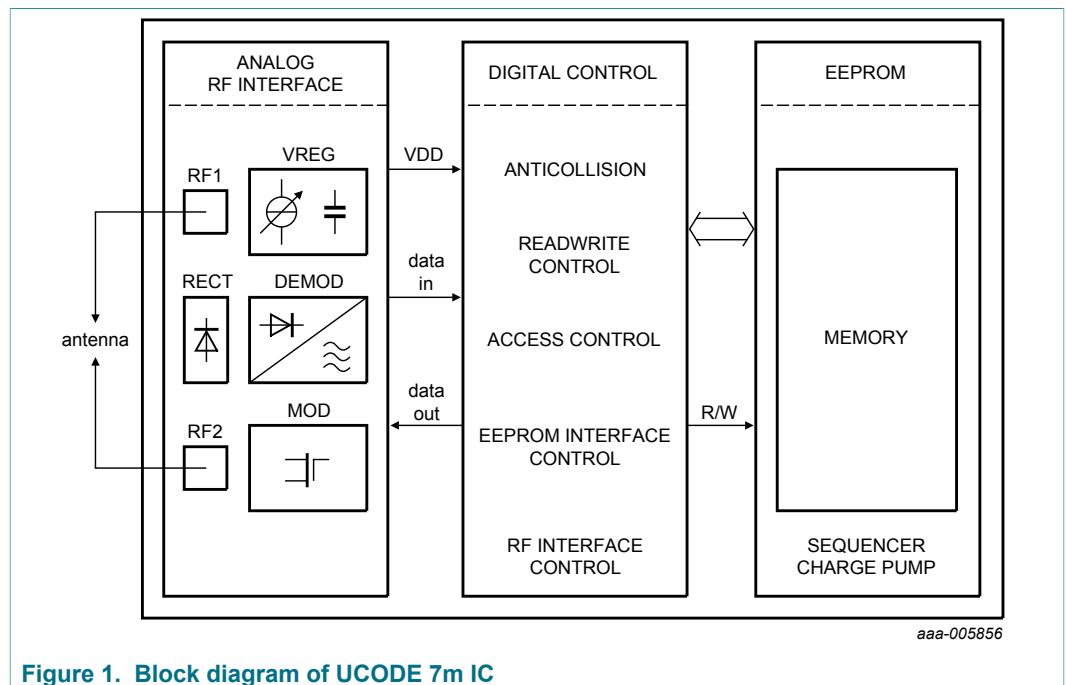 ANALOG
RF INTERFACE
VREG
RF1
RECT
DEMOD
antenna
MOD
RF2
VDD
data
in
data
out
DIGITAL CONTROL
ANTICOLLISION
READWRITE
CONTROL
ACCESS CONTROL
EEPROM INTERFACE
CONTROL
RF INTERFACE
CONTROL
R/W
EEPROM
MEMORY
SEQUENCER
CHARGE PUMP
aaa-005856
Figure 1. Block diagram of UCODE 7m IC